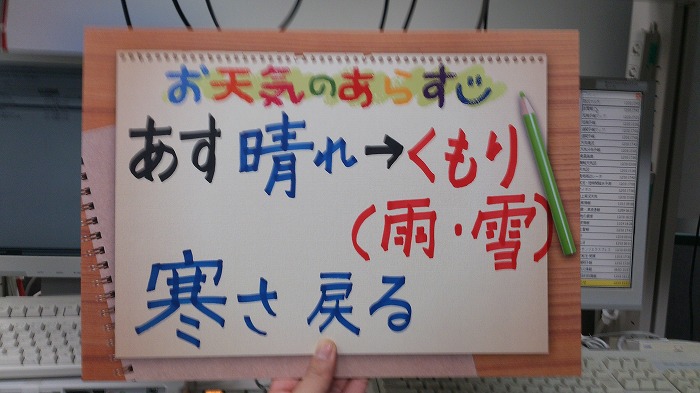 お天気のあらすじ
あす晴れ→くもり
(雨・雪)
寒さ戻る